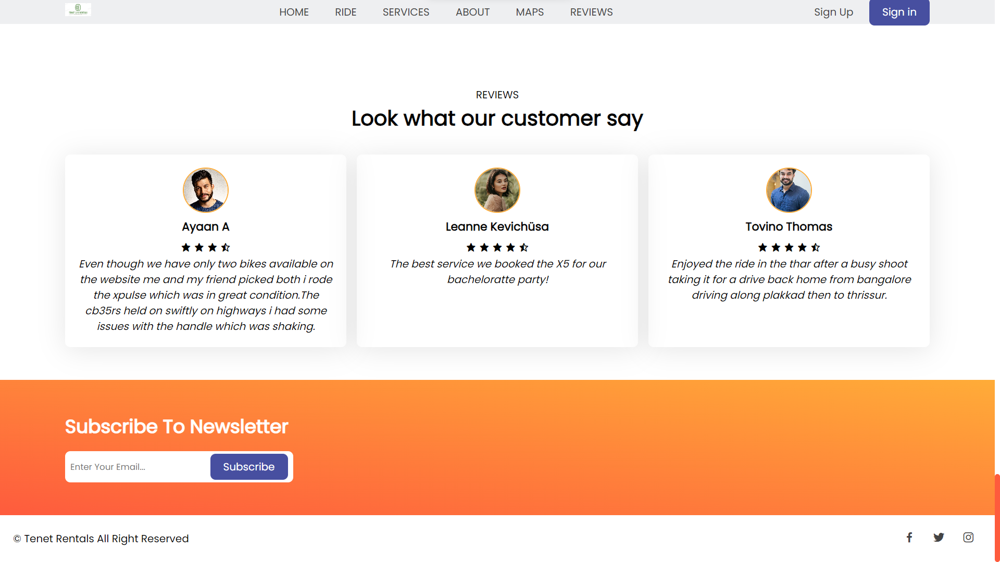 HOME RIDE SERVICES ABOUT MAPS REVIEWS Sign Up Sign in
REVIEWS
Look what our customer say
Ayaan A
Even though we have only two bikes available on
the website me and my friend picked both i rode
the xpulse which was in great condition.The
cb35rs held on swiftly on highways i had some
issues with the handle which was shaking.
Leanne Kevichüsa
The best service we booked the X5 for our
bacheloratte party!
Tovino Thomas
Enjoyed the ride in the thar after a busy shoot
taking it for a drive back home from bangalore
driving along plakkad then to thrissur.
Subscribe To Newsletter
Enter Your Email... Subscribe
© Tenet Rentals All Right Reserved